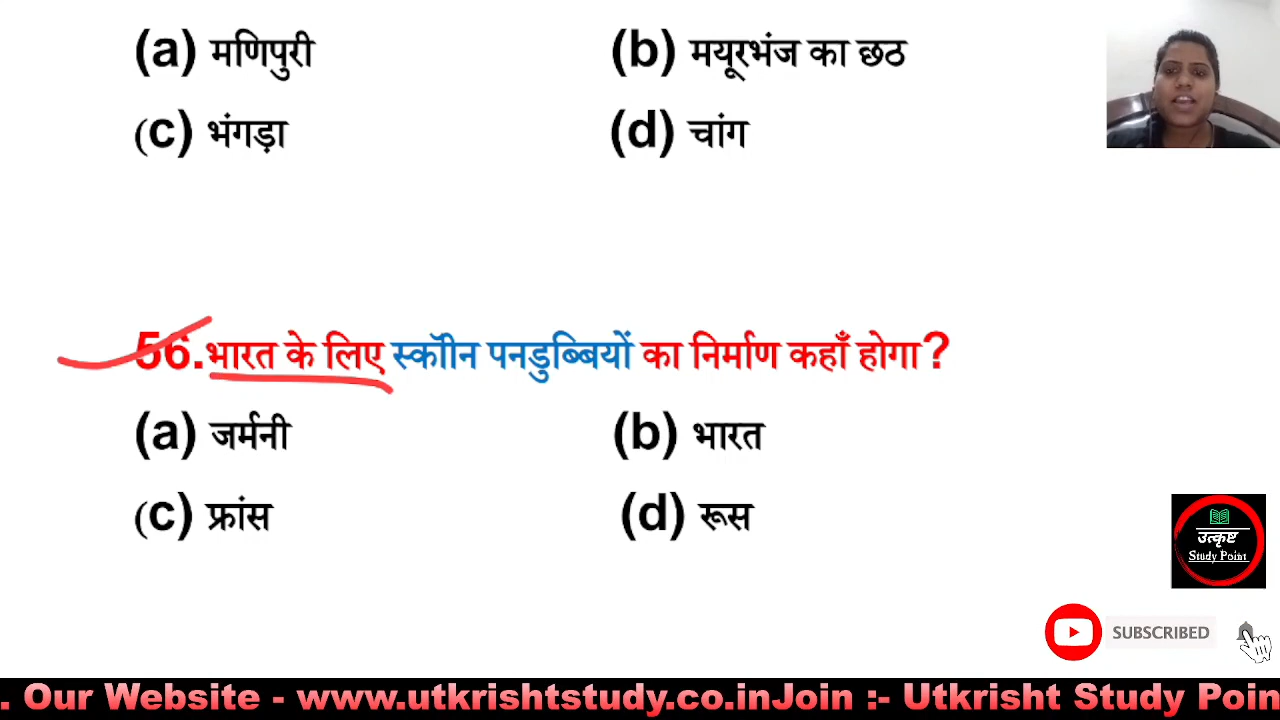 (a) मणिपुरी (b) मयूरभंज का छठ
(c) भंगड़ा (d) चांग
56.भारत के लिए स्कॉीन पनडुब्बियों का निर्माण कहाँ होगा?
(a) जर्मनी (b) भारत
(c) फ्रांस (d) रूस
उत्कृष्ट
Study Point
SUBSCRIBED
. Our Website - www.utkrishtstudy.co.inJoin :- Utkrisht Study Poin